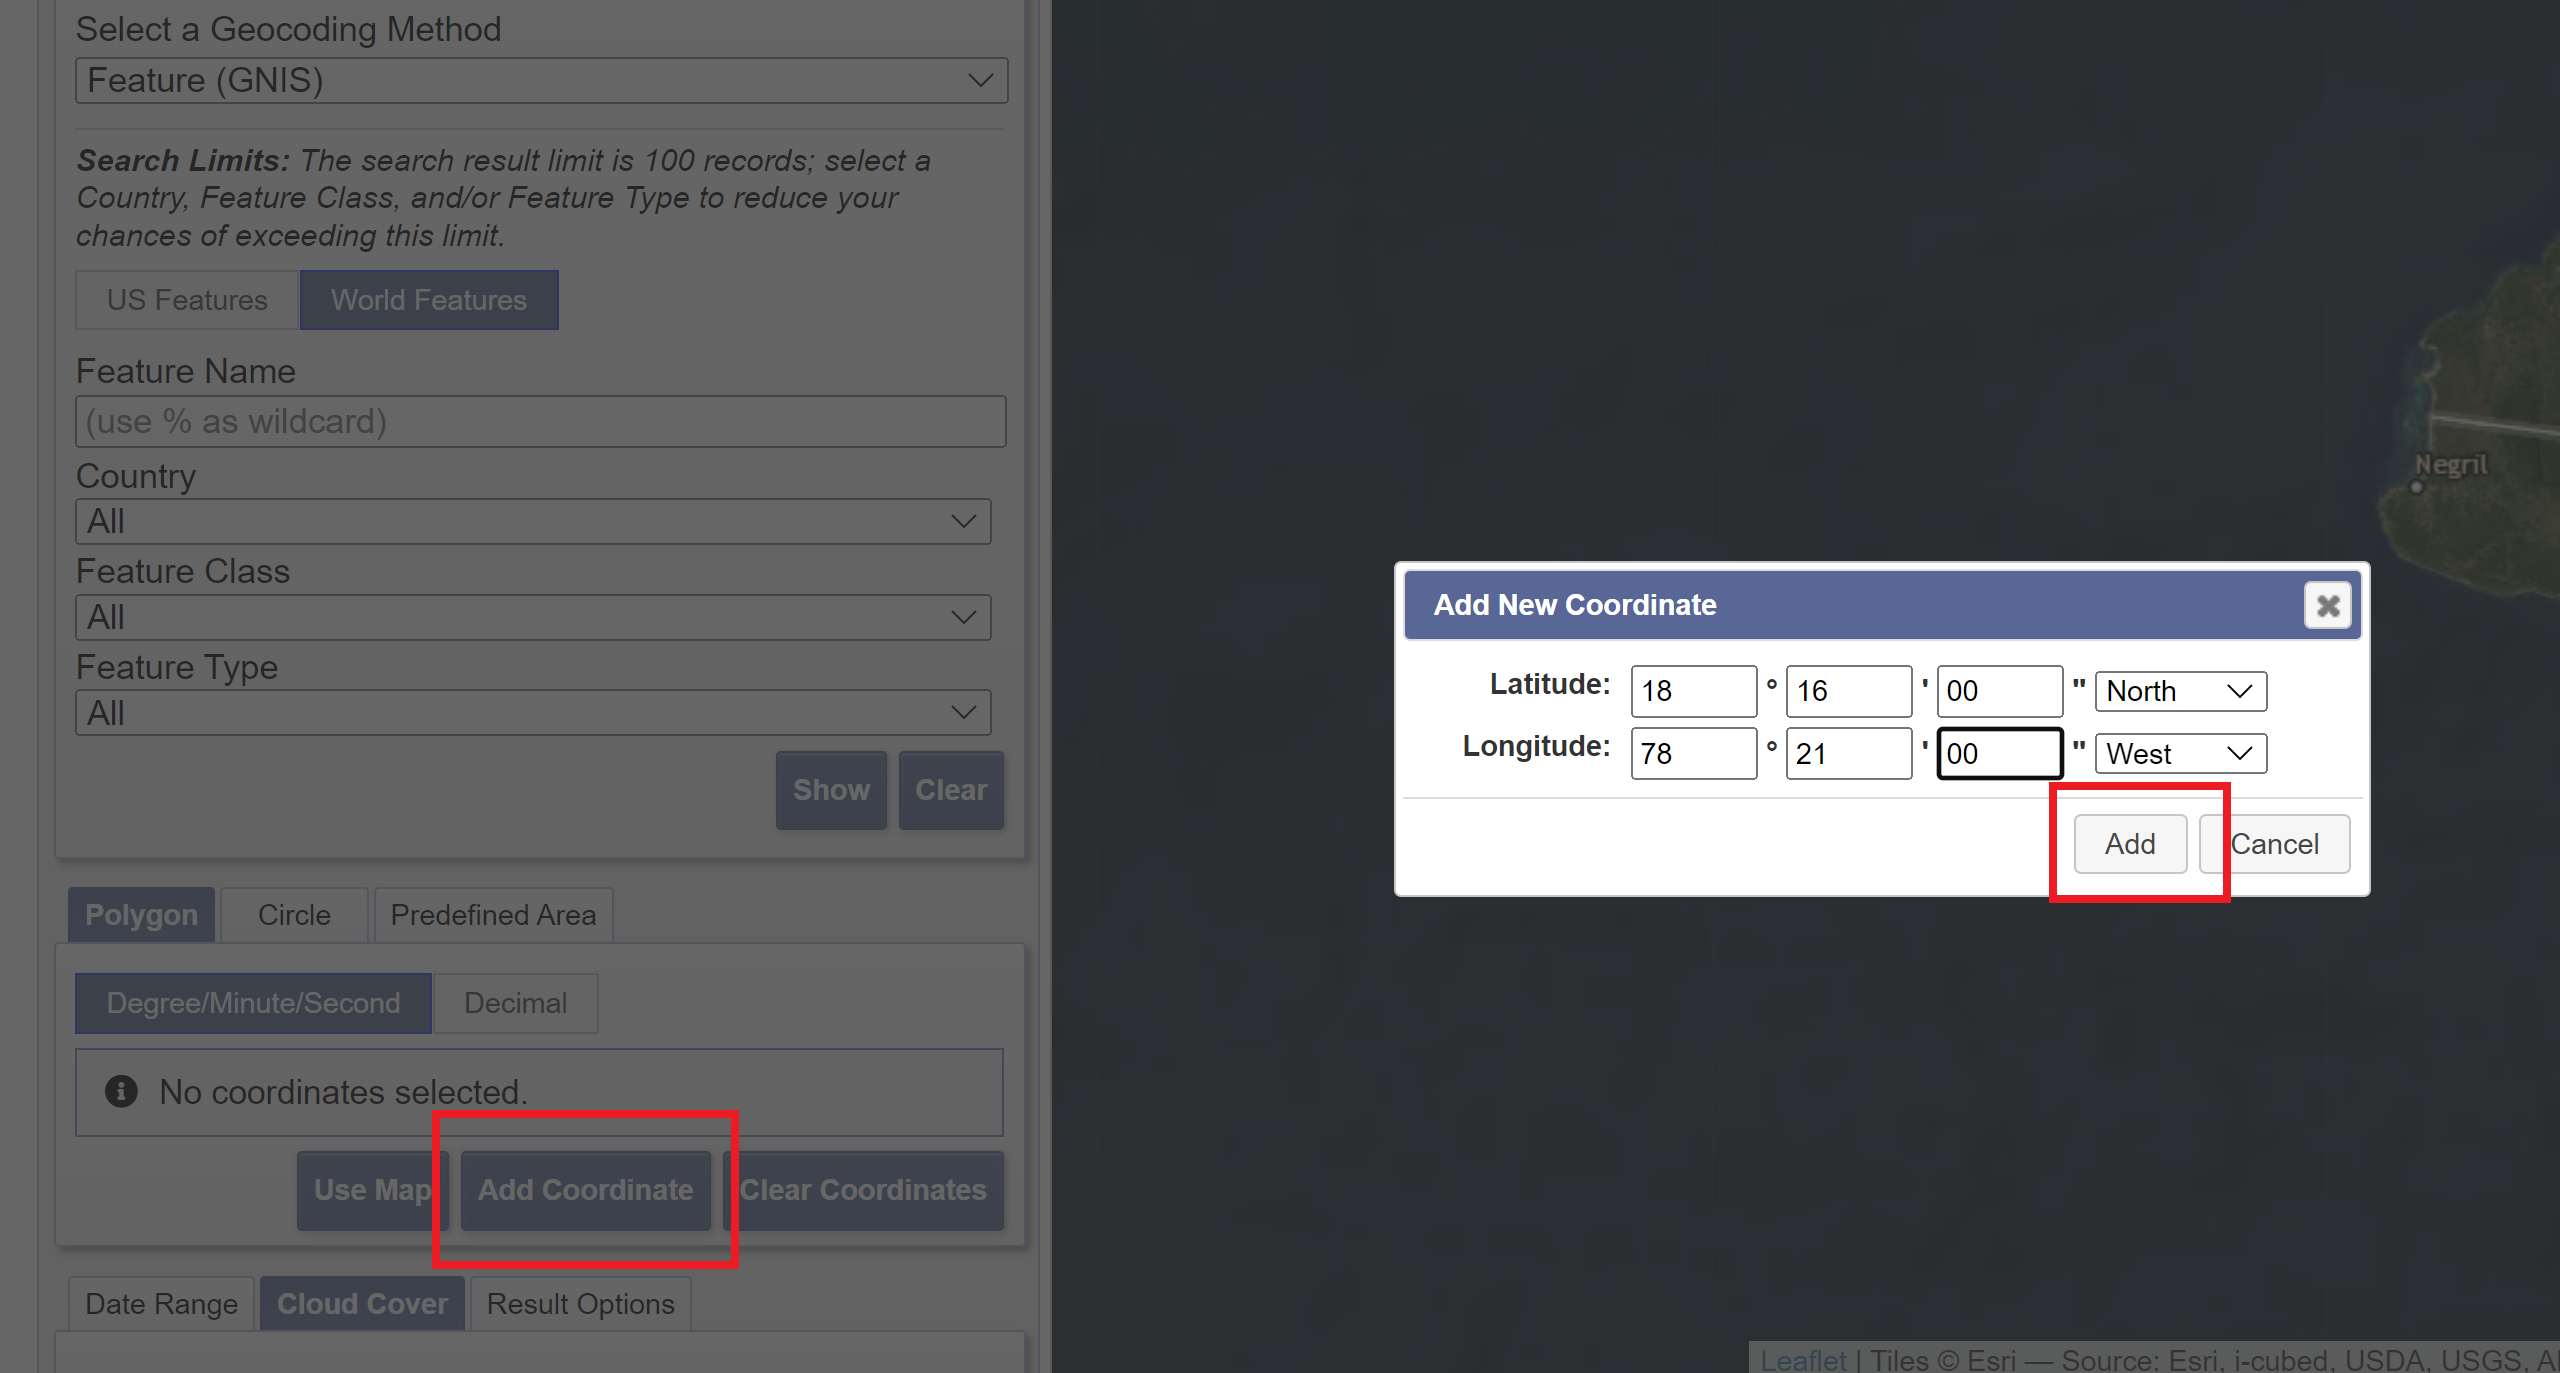 Select a Geocoding Method
Feature (GNIS)
Search Limits: The search result limit is 100 records; select a
Country, Feature Class, and/or Feature Type to reduce your
chances of exceeding this limit.
US Features
World Features
Feature Name
(use % as wildcard)
Country
All
Feature Class
All
Feature Type
All
Show
Clear
Polygon
Circle
Predefined Area
Degree/Minute/Second
Decimal
No coordinates selected.
Use Map
Add Coordinate
Clear Coordinates
Date Range
Cloud Cover
Result Options
Negril
Add New Coordinate
Latitude: 18 ° 16 ' 00 " North
Longitude: 78 ° 21 ' 00 " West
Add
Cancel
Leaflet | Tiles © Esri — Source: Esri, i-cubed, USDA, USGS,